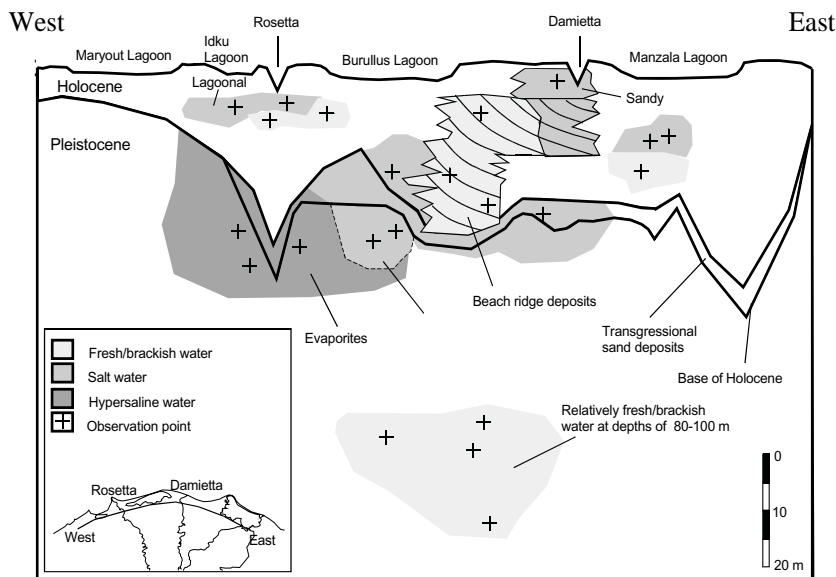 West
East
Rosetta
Damietta
Maryout Lagoon
Idku
Lagoon
Burullus Lagoon
Manzala Lagoon
Holocene
Lagoonal
Sandy
Pleistocene
Beach ridge deposits
Evaporites
Transgressional
sand deposits
Base of Holocene
Fresh/brackish water
Salt water
Hypersaline water
Observation point
Relatively fresh/brackish
water at depths of 80-100 m
0
10
20 m
Rosetta
Damietta
West
East